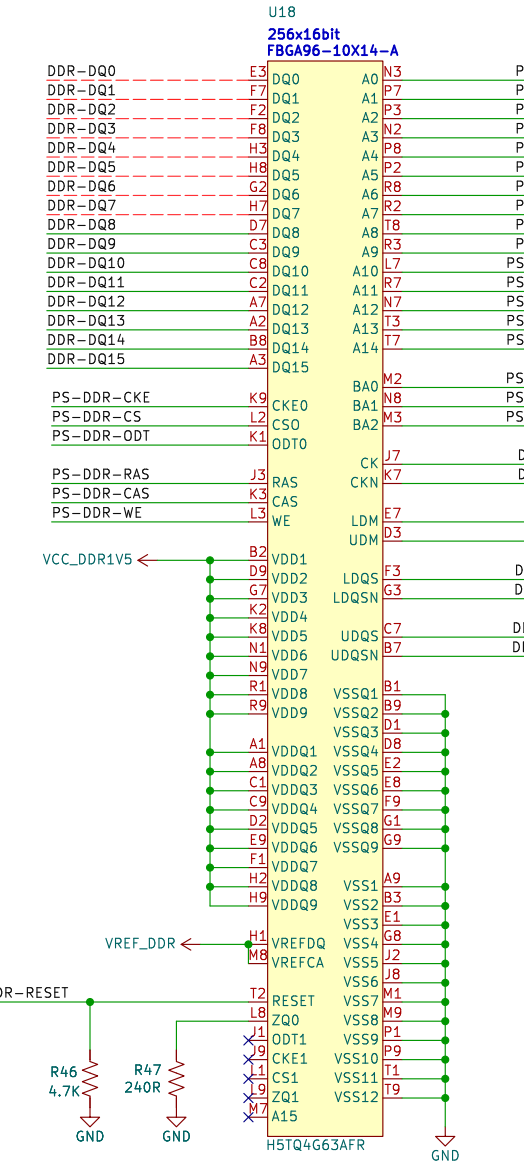 U18
256x16bit
FBGA96-10X14-A
DDR-DQ0 E3 DQ0 A0 N3 P
DDR-DQ1 F7 DQ1 A1 P7 P
DDR-DQ2 F2 DQ2 A2 P3 P
DDR-DQ3 F8 DQ3 A3 N2 P
DDR-DQ4 H3 DQ4 A4 P8 P
DDR-DQ5 H8 DQ5 A5 P2 P
DDR-DQ6 G2 DQ6 A6 R8 P
DDR-DQ7 H7 DQ7 A7 R2 P
DDR-DQ8 D7 DQ8 A8 T8 P
DDR-DQ9 C3 DQ9 A9 R3 P
DDR-DQ10 C8 DQ10 A10 L7 PS
DDR-DQ11 C2 DQ11 A11 R7 PS
DDR-DQ12 A7 DQ12 A12 N7 PS
DDR-DQ13 A2 DQ13 A13 T3 PS
DDR-DQ14 B8 DQ14 A14 T7 PS
DDR-DQ15 A3 DQ15
BA0 M2 PS
PS-DDR-CKE K9 CKE0 BA1 N8 PS
PS-DDR-CS L2 CSO BA2 M3 PS
PS-DDR-ODT K1 ODT0
CK J7 D
PS-DDR-RAS J3 RAS CKN K7 D
PS-DDR-CAS K3 CAS
PS-DDR-WE L3 WE LDM E7
UDM D3
VCC_DDR1V5 B2 VDD1
D9 VDD2 LDQS F3 D
G7 VDD3 LDQSN G3 D
K2 VDD4
K8 VDD5 UDQS C7 D
N1 VDD6 UDQSN B7 D
N9 VDD7
R1 VDD8 VSSQ1 B1
R9 VDD9 VSSQ2 B9
VSSQ3 D1
A1 VDDQ1 VSSQ4 D8
A8 VDDQ2 VSSQ5 E2
C1 VDDQ3 VSSQ6 E8
C9 VDDQ4 VSSQ7 F9
D2 VDDQ5 VSSQ8 G1
E9 VDDQ6 VSSQ9 G9
F1 VDDQ7
H2 VDDQ8 VSS1 A9
H9 VDDQ9 VSS2 B3
VSS3 E1
VREF_DDR H1 VREFDQ VSS4 G8
M8 VREFCA VSS5 J2
VSS6 J8
DR-RESET T2 RESET VSS7 M1
L8 ZQ0 VSS8 M9
J1 ODT1 VSS9 P1
J9 CKE1 VSS10 P9
L1 CS1 VSS11 T1
L9 ZQ1 VSS12 T9
M7 A15
R46
4.7K
R47
240R
GND
GND
GND
H5TQ4G63AFR